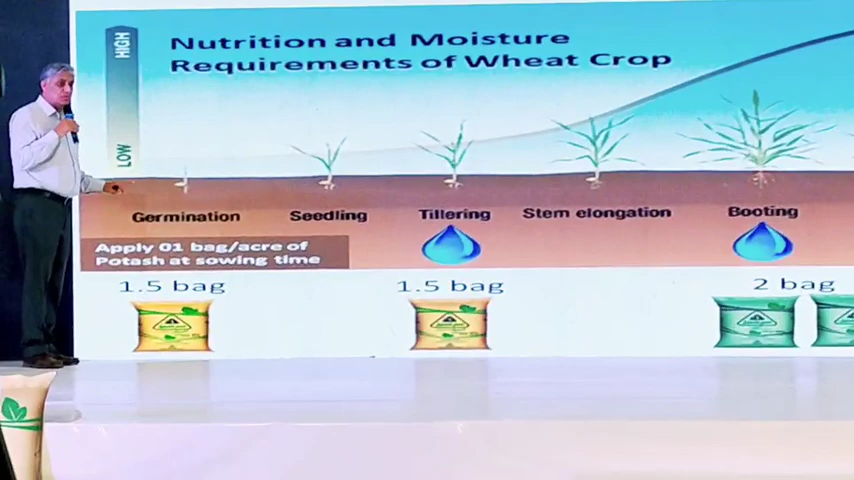 HIGH
Nutrition and Moisture
Requirements of Wheat Crop
LOW
Germination
Seedling
Tillering
Stem elongation
Booting
Apply 01 bag/acre of
Potash at sowing time
1.5 bag
1.5 bag
2 bag